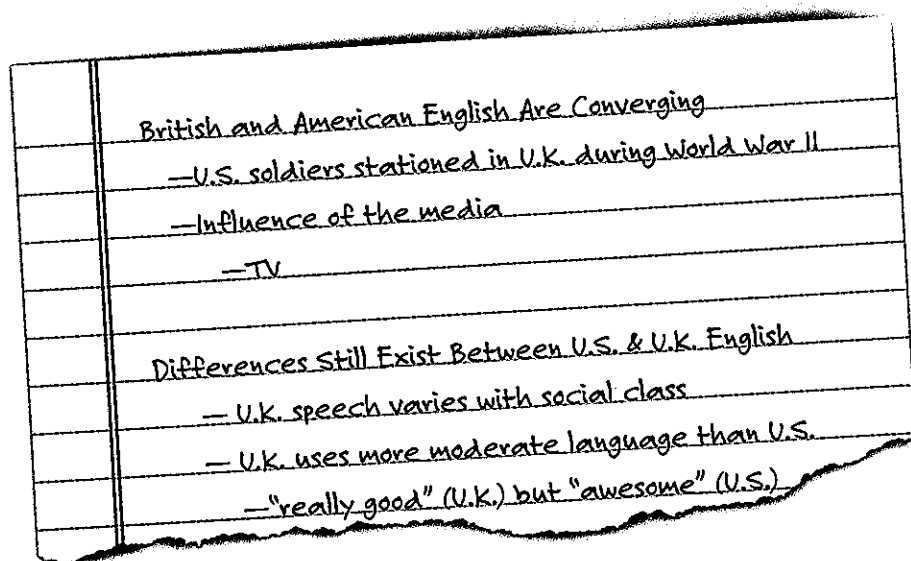 British and American English Are Converging
—U.S. soldiers stationed in U.K. during World War II
—Influence of the media
—TV
Differences Still Exist Between U.S. & U.K. English
— U.K. speech varies with social class
— U.K. uses more moderate language than U.S.
—"really good" (U.K.) but "awesome" (U.S.)